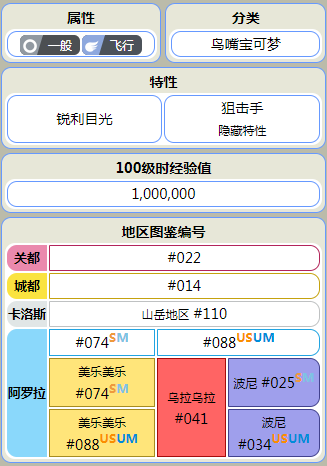 属性
分类
一般 飞行
鸟嘴宝可梦
特性
锐利目光
狙击手
隐藏特性
100级时经验值
1,000,000
地区图鉴编号
关都 #022
城都 #014
卡洛斯 山岳地区 #110
阿罗拉
#074SM
#088USUM
美乐美乐
#074SM
美乐美乐
#088USUM
乌拉乌拉
#041
波尼 #025SM
波尼
#034USUM